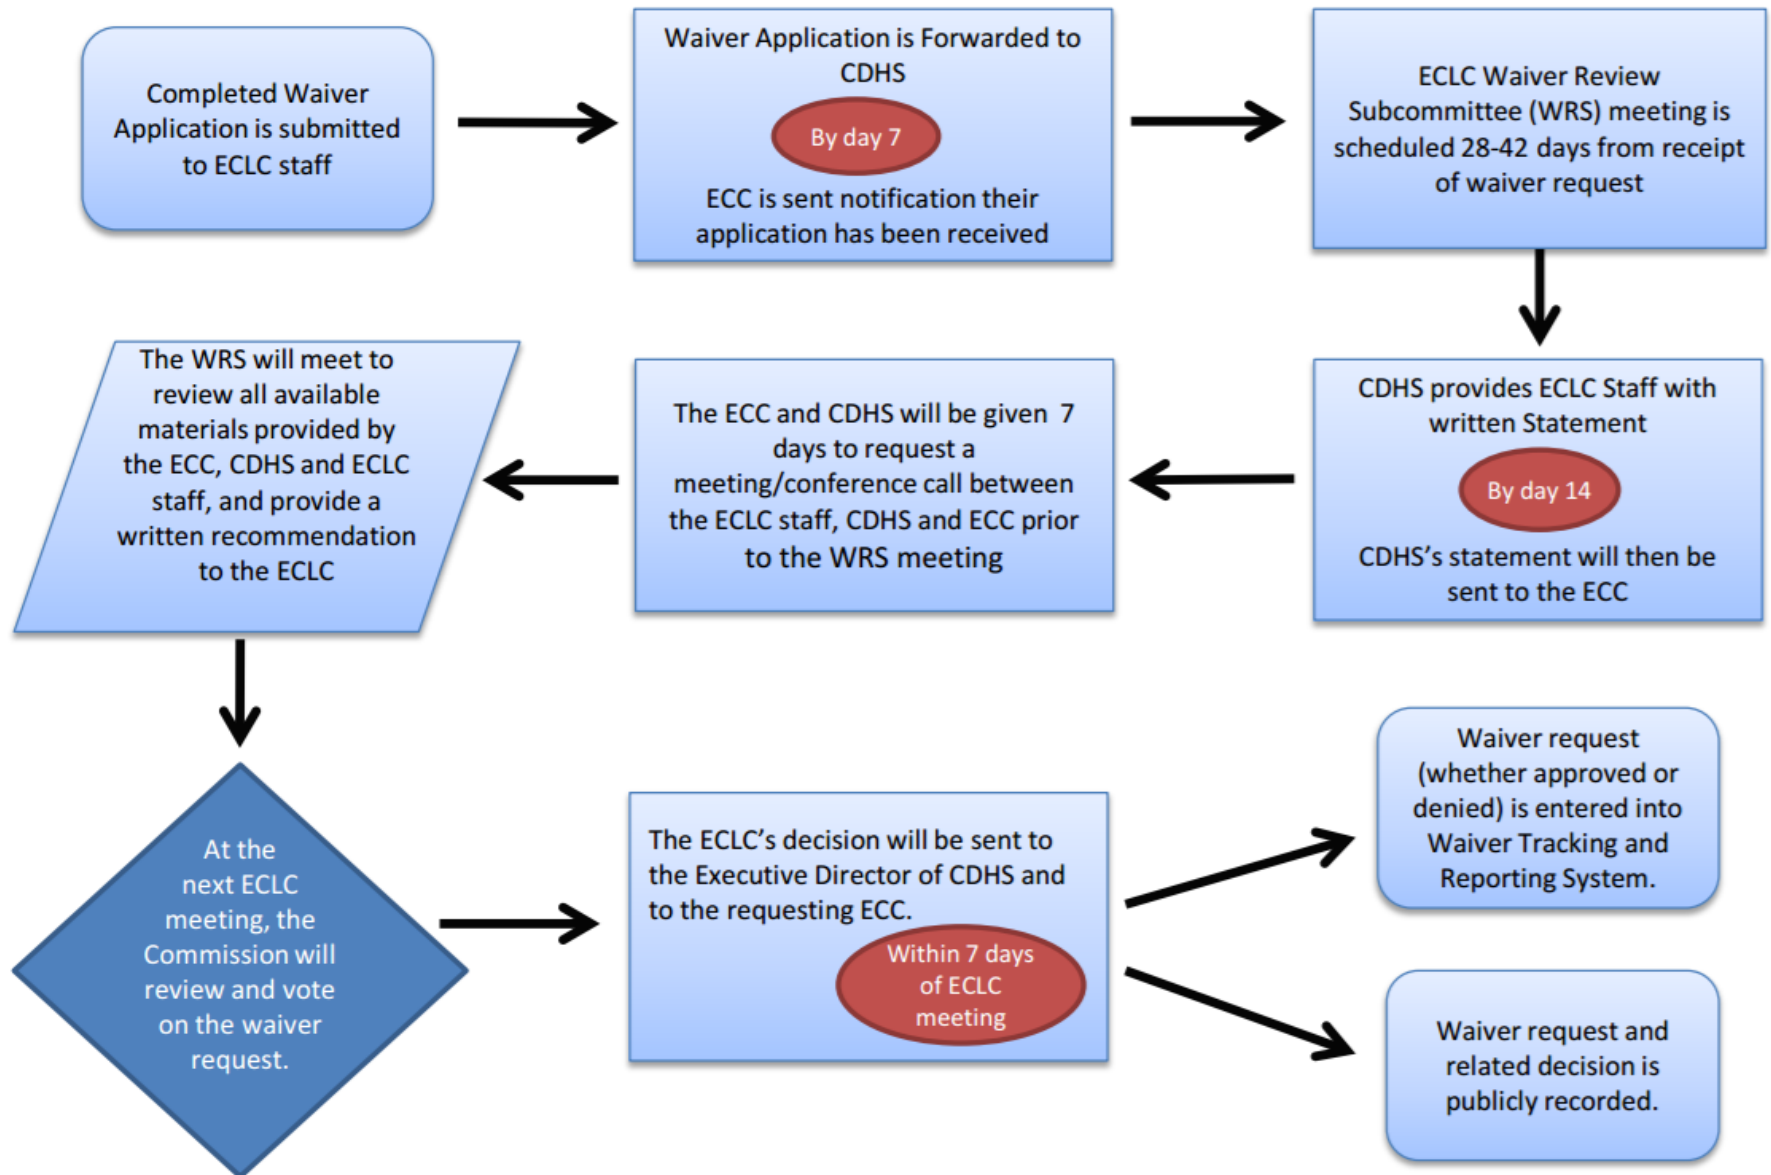 Completed Waiver
Application is submitted
to ECLC staff
Waiver Application is Forwarded to
CDHS
By day 7
ECC is sent notification their
application has been received
ECLC Waiver Review
Subcommittee (WRS) meeting is
scheduled 28-42 days from receipt
of waiver request
CDHS provides ECLC Staff with
written Statement
By day 14
CDHS’s statement will then be
sent to the ECC
The ECC and CDHS will be given 7
days to request a
meeting/conference call between
the ECLC staff, CDHS and ECC prior
to the WRS meeting
The WRS will meet to
review all available
materials provided by
the ECC, CDHS and ECLC
staff, and provide a
written recommendation
to the ECLC
At the
next ECLC
meeting, the
Commission will
review and vote
on the waiver
request.
The ECLC’s decision will be sent to
the Executive Director of CDHS and
to the requesting ECC.
Within 7 days
of ECLC
meeting
Waiver request
(whether approved or
denied) is entered into
Waiver Tracking and
Reporting System.
Waiver request and
related decision is
publicly recorded.